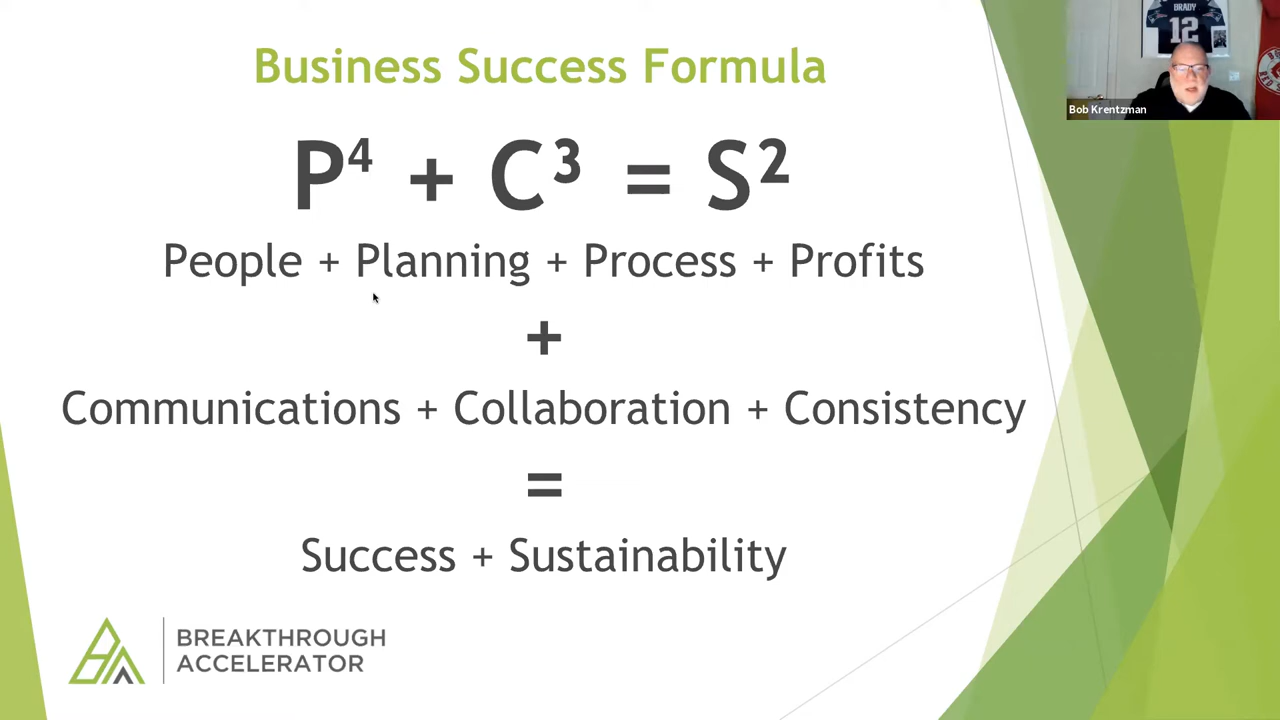 Business Success Formula
P⁴ + C³ = S²
People + Planning + Process + Profits
+
Communications + Collaboration + Consistency
=
Success + Sustainability
BREAKTHROUGH
ACCELERATOR
BRADY
12
Bob Krentzman